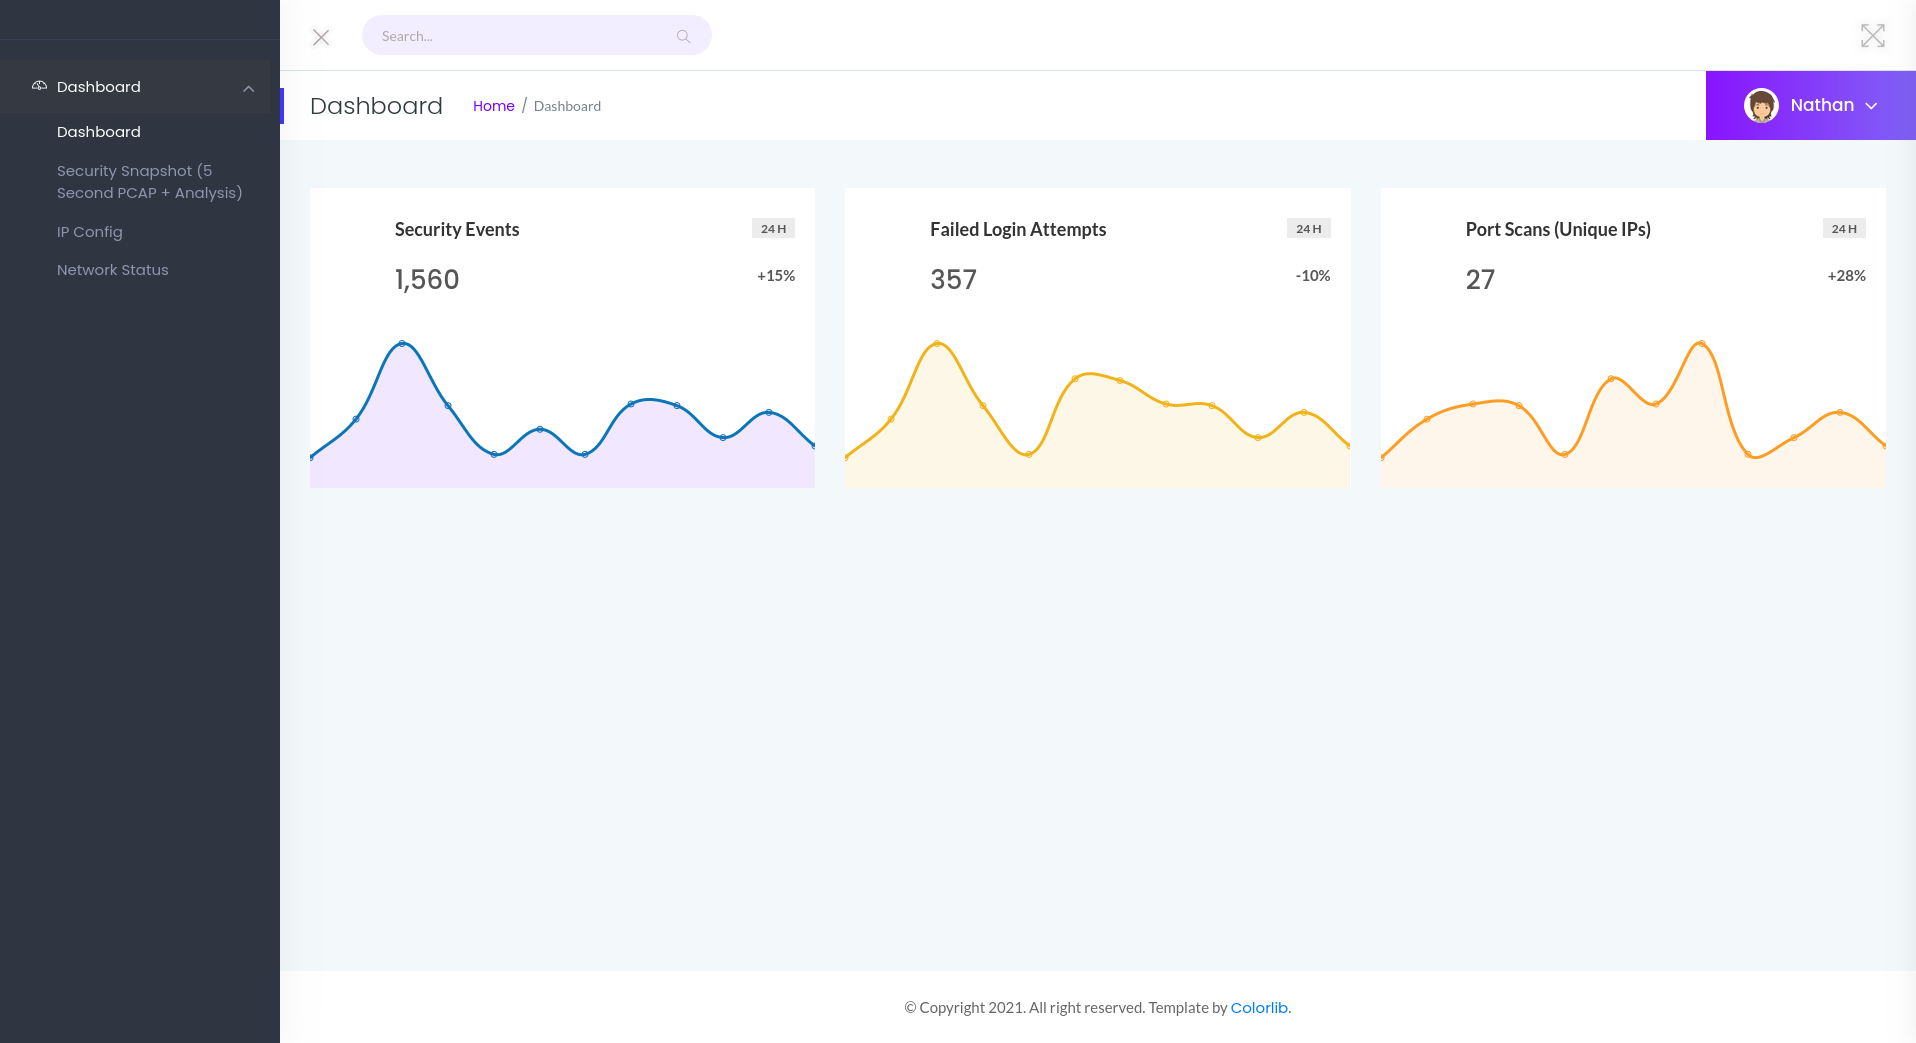 Search...
Dashboard
Dashboard
Security Snapshot (5
Second PCAP + Analysis)
IP Config
Network Status
Dashboard
Home / Dashboard
Nathan
Security Events
24 H
1,560
+15%
Failed Login Attempts
24 H
357
-10%
Port Scans (Unique IPs)
24 H
27
+28%
© Copyright 2021. All right reserved. Template by Colorlib.